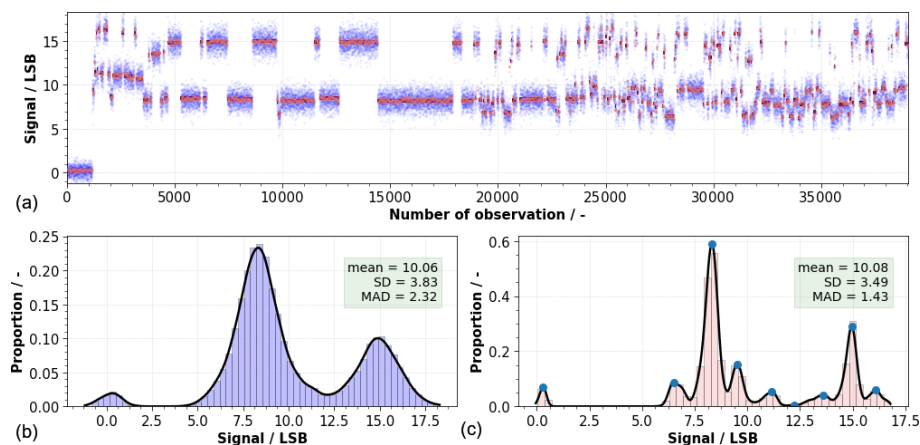 Signal / LSB
15
10
5
0
0 5000 10000 15000 20000 25000 30000 35000
(a)
Number of observation / -
Proportion / -
0.25
0.20
0.15
0.10
0.05
0.00
mean = 10.06
SD = 3.83
MAD = 2.32
0.0 2.5 5.0 7.5 10.0 12.5 15.0 17.5
(b)
Signal / LSB
Proportion / -
0.6
0.4
0.2
0.0
mean = 10.08
SD = 3.49
MAD = 1.43
0.0 2.5 5.0 7.5 10.0 12.5 15.0 17.5
(c)
Signal / LSB